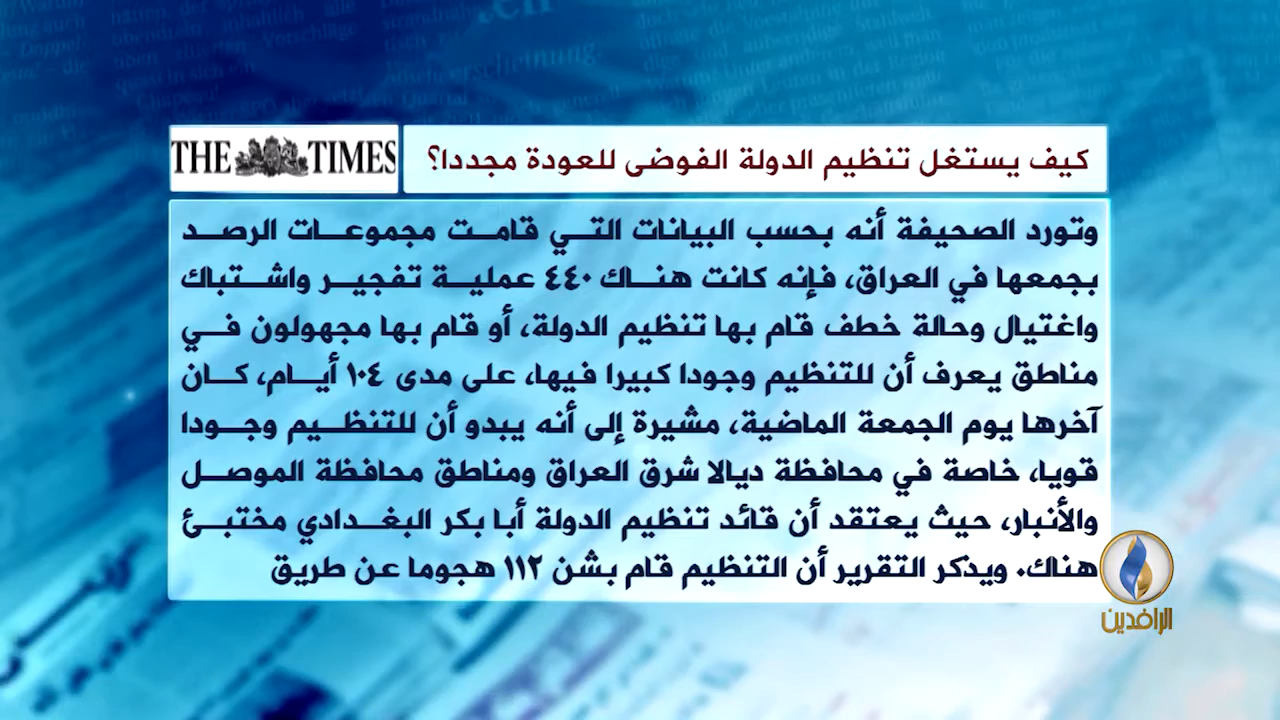 THE TIMES
كيف يستغل تنظيم الدولة الفوضى للعودة مجددا؟
وتورد الصحيفة أنه بحسب البيانات التي قامت مجموعات الرصد
بجمعها في العراق، فإنه كانت هناك ٤٤٠ عملية تفجير واشتباك
واغتيال وحالة خطف قام بها تنظيم الدولة، أو قام بها مجهولون في
مناطق يعرف أن للتنظيم وجودا كبيرا فيها، على مدى ١٠٤ أيام، كان
آخرها يوم الجمعة الماضية، مشيرة إلى أنه يبدو أن للتنظيم وجودا
قويا، خاصة في محافظة ديالا شرق العراق ومناطق محافظة الموصل
والأنبار، حيث يعتقد أن قائد تنظيم الدولة أبا بكر البغدادي مختبئ
هناك. ويذكر التقرير أن التنظيم قام بشن ١١٢ هجوما عن طريق
الرافدين